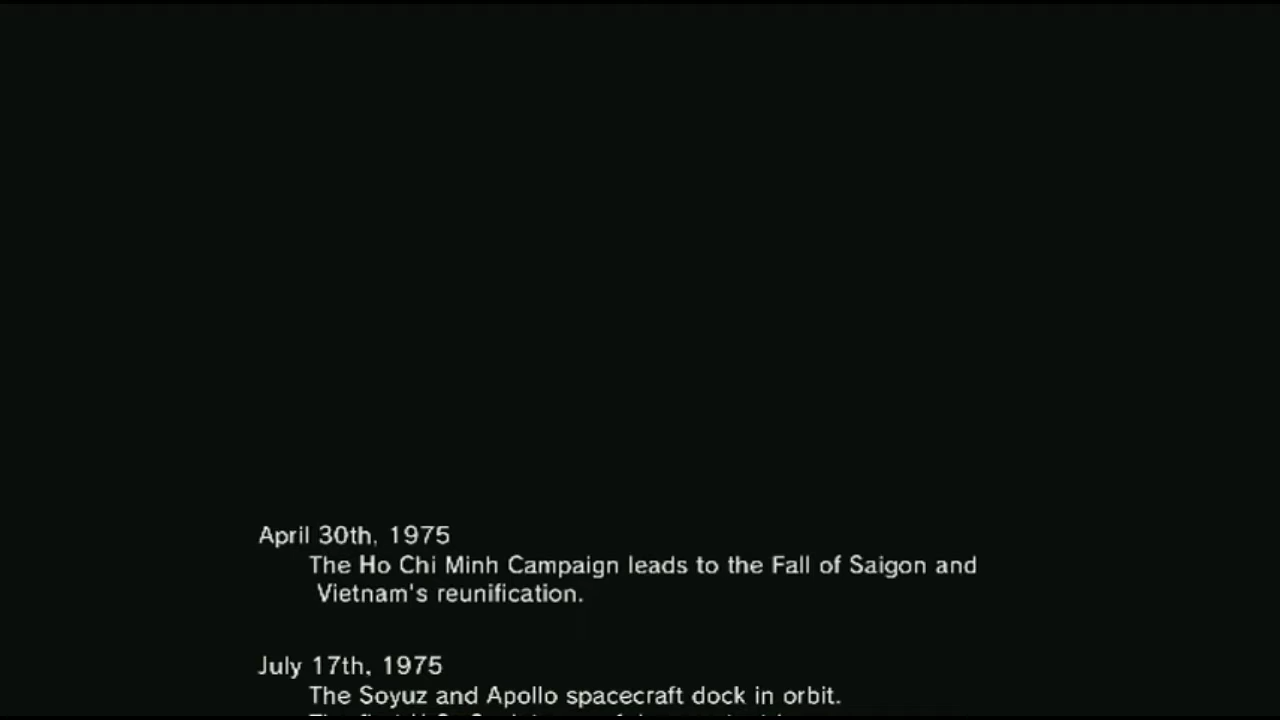 April 30th, 1975
The Ho Chi Minh Campaign leads to the Fall of Saigon and
Vietnam's reunification.
July 17th, 1975
The Soyuz and Apollo spacecraft dock in orbit.